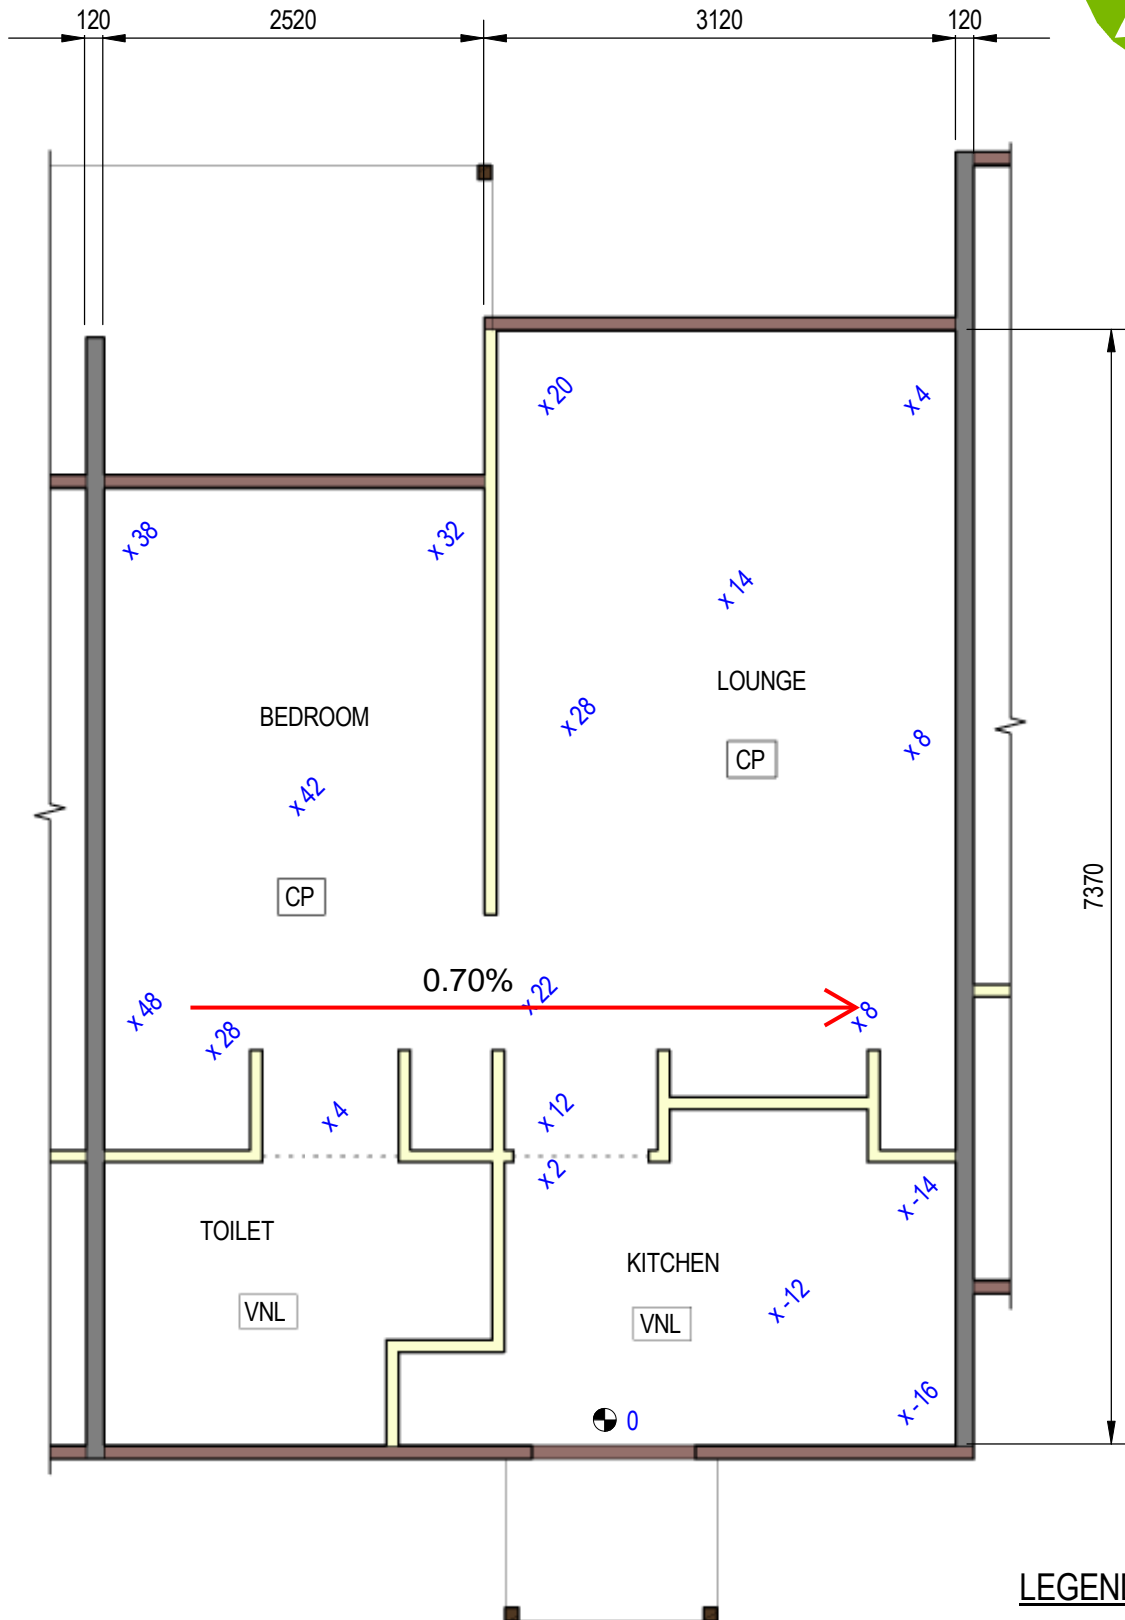 120
2520
3120
120
x 20
x 4
x 38
x 32
x 14
LOUNGE
BEDROOM
x 28
x 8
CP
x 42
7370
CP
0.70%
x 22
x 48
x 8
x 28
x 4
x 12
x 2
x -14
TOILET
KITCHEN
x -12
VNL
VNL
x -16
0